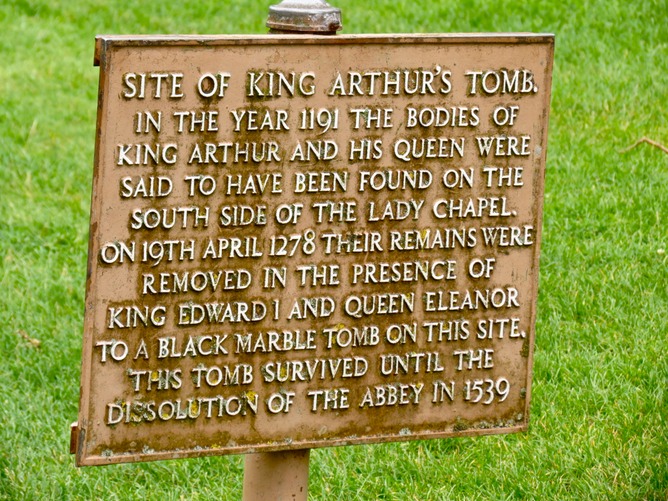 SITE OF KING ARTHUR'S TOMB.
IN THE YEAR 1191 THE BODIES OF
KING ARTHUR AND HIS QUEEN WERE
SAID TO HAVE BEEN FOUND ON THE
SOUTH SIDE OF THE LADY CHAPEL.
ON 19TH APRIL 1278 THEIR REMAINS WERE
REMOVED IN THE PRESENCE OF
KING EDWARD I AND QUEEN ELEANOR
TO A BLACK MARBLE TOMB ON THIS SITE.
THIS TOMB SURVIVED UNTIL THE
DISSOLUTION OF THE ABBEY IN 1539